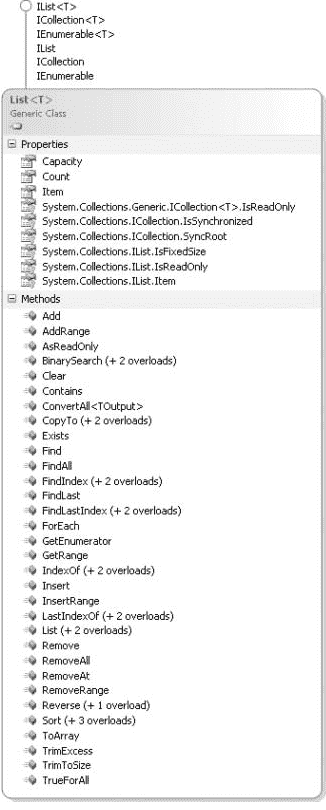 IList<T>
ICollection<T>
IEnumerable<T>
IList
ICollection
IEnumerable
List<T>
Generic Class
Properties
Capacity
Count
Item
System.Collections.Generic.ICollection<T>.IsReadOnly
System.Collections.ICollection.IsSynchronized
System.Collections.ICollection.SyncRoot
System.Collections.IList.IsFixedSize
System.Collections.IList.IsReadOnly
System.Collections.IList.Item
Methods
Add
AddRange
AsReadOnly
BinarySearch (+ 2 overloads)
Clear
Contains
ConvertAll<TOutput>
CopyTo (+ 2 overloads)
Exists
Find
FindAll
FindIndex (+ 2 overloads)
FindLast
FindLastIndex (+ 2 overloads)
ForEach
GetEnumerator
GetRange
IndexOf (+ 2 overloads)
Insert
InsertRange
LastIndexOf (+ 2 overloads)
List (+ 2 overloads)
Remove
RemoveAll
RemoveAt
RemoveRange
Reverse (+ 1 overload)
Sort (+ 3 overloads)
ToArray
TrimExcess
TrimToSize
TrueForAll